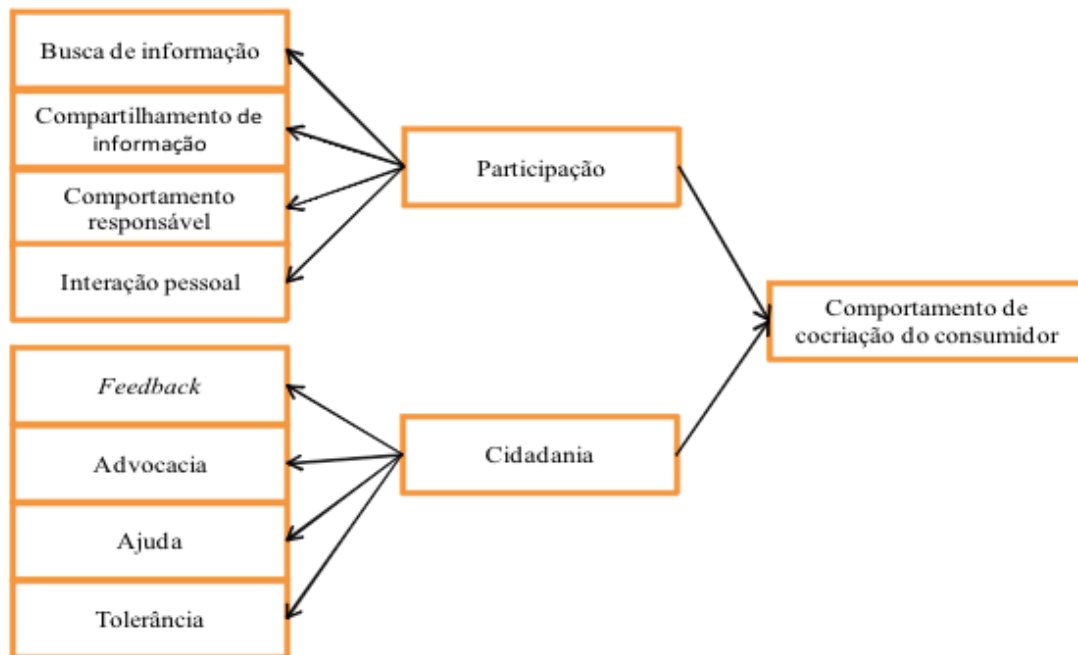 Busca de informação
Compartilhamento de
informação
Comportamento
responsável
Interação pessoal
Participação
Comportamento de
cocriação do consumidor
Feedback
Advocacia
Ajuda
Tolerância
Cidadania